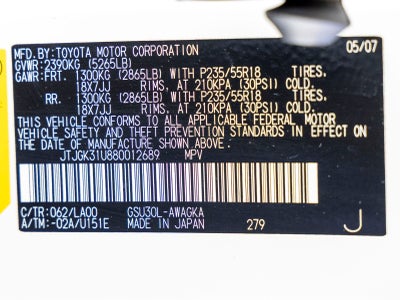 MFD.BY:TOYOTA MOTOR CORPORATION 05/07
GVWR:2390KG (5265LB)
GAWR:FRT. 1300KG (2865LB) WITH P235/55R18 TIRES.
18X7JJ RIMS, AT 210KPA (30PSI) COLD
RR. 1300KG (2865LB) WITH P235/55R18 TIRES.
18X7JJ RIMS, AT 210KPA (30PSI) COLD
THIS VEHICLE CONFORMS TO ALL APPLICABLE FEDERAL MOTOR
VEHICLE SAFETY, BUMPER, AND THEFT PREVENTION STANDARDS IN EFFECT ON
THE DATE OF MANUFACTURE SHOWN ABOVE.
JTJGK31U880012689 MPV
C/TR:062/LA00 GSU30L-AWAGKA
A/TM:-02A/U151E MADE IN JAPAN 279 J